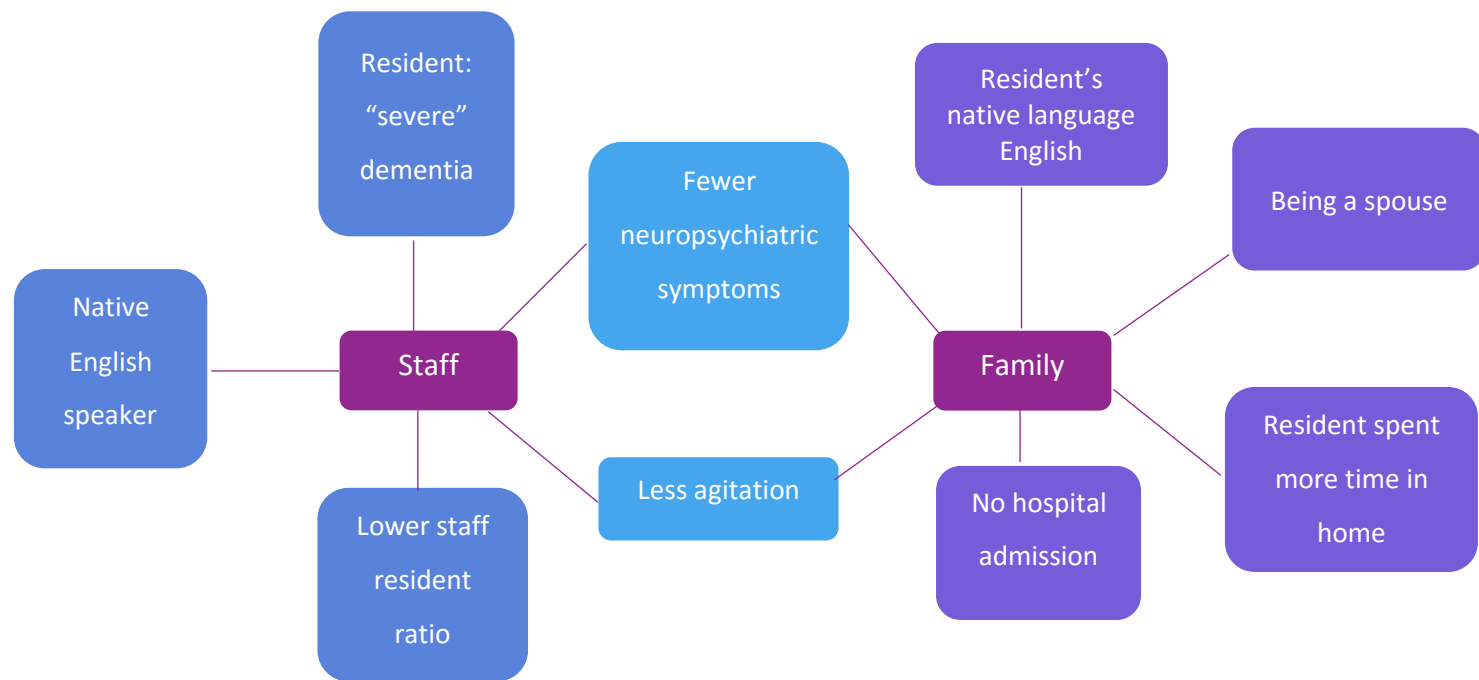 Resident:
“severe”
dementia
Fewer
neuropsychiatric
symptoms
Resident’s
native language
English
Being a spouse
Native
English
speaker
Staff
Family
Lower staff
resident
ratio
Less agitation
No hospital
admission
Resident spent
more time in
home